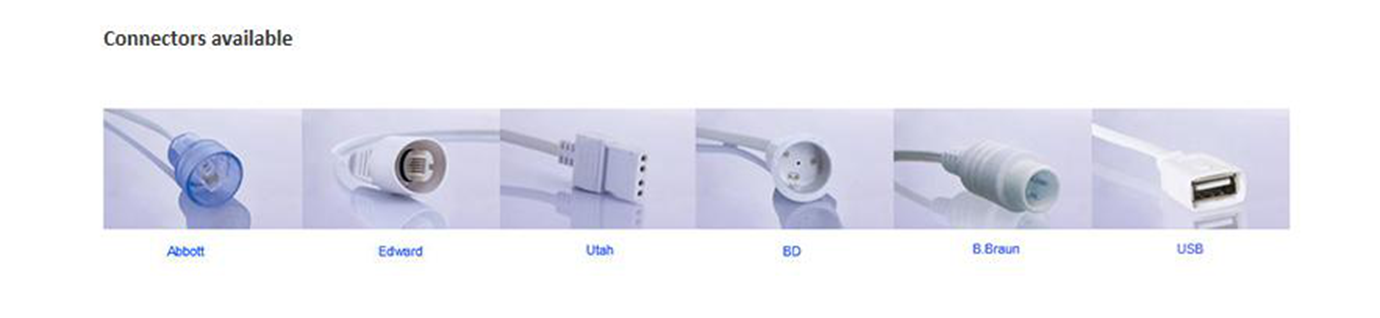 Connectors available
Abbott
Edward
Utah
BD
B.Braun
USB